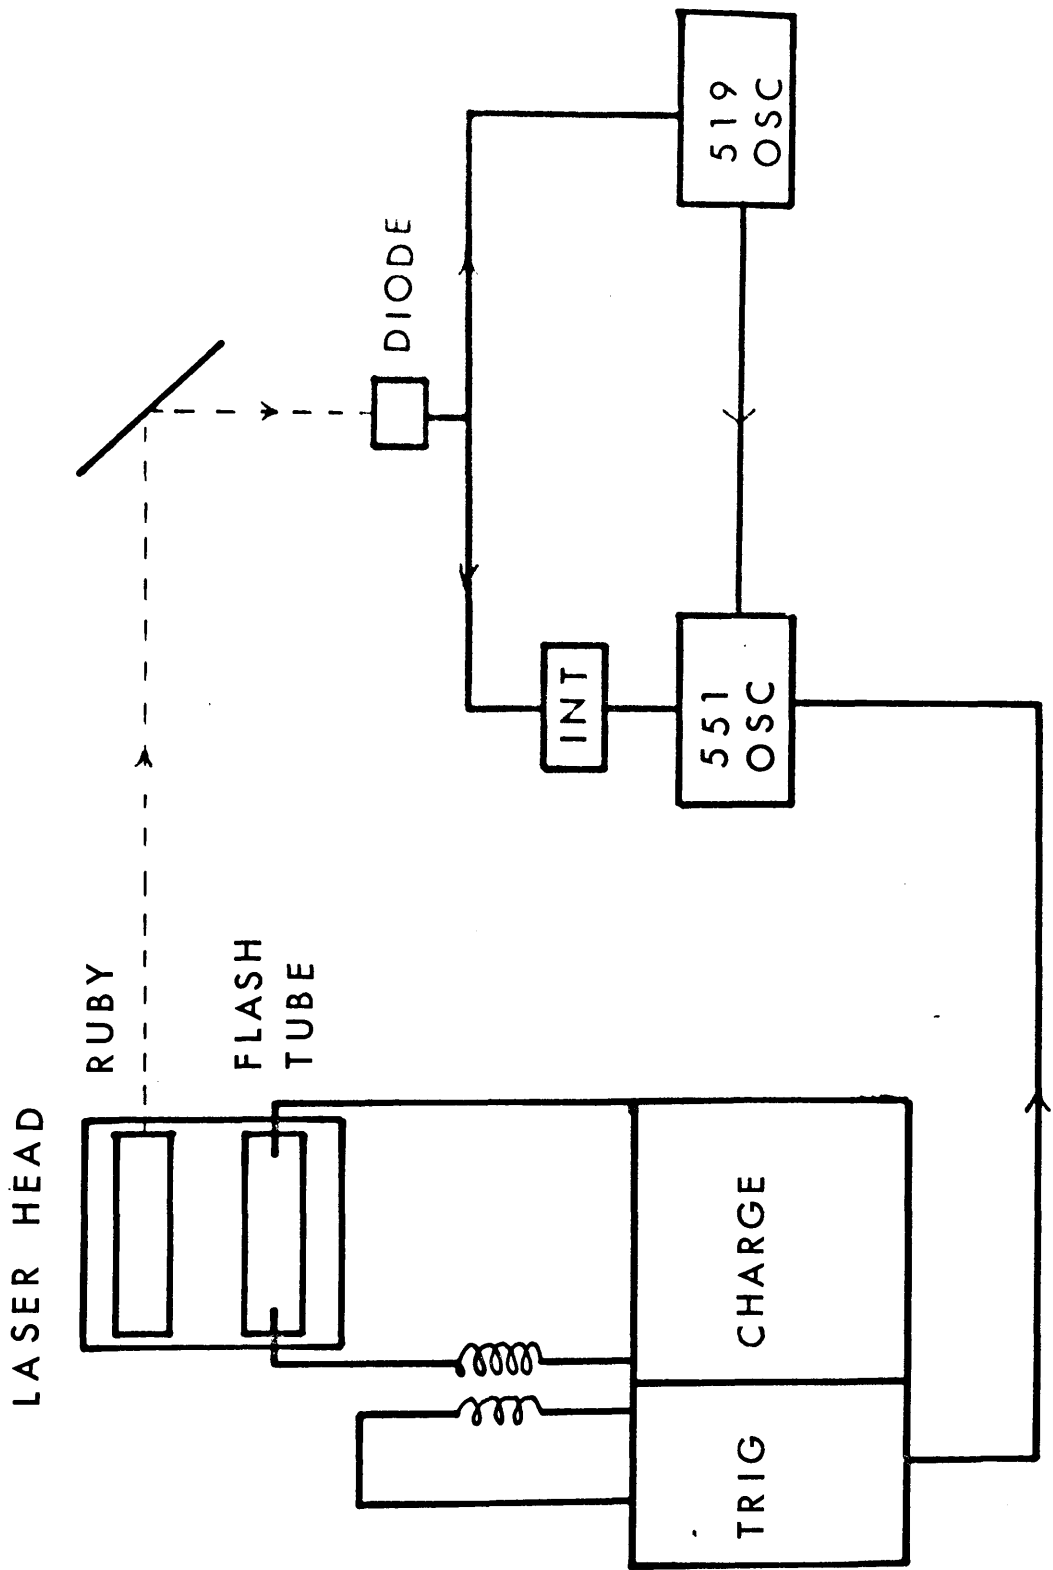 LASER HEAD
RUBY
FLASH
TUBE
DIODE
INT
551
OSC
519
OSC
TRIG
CHARGE